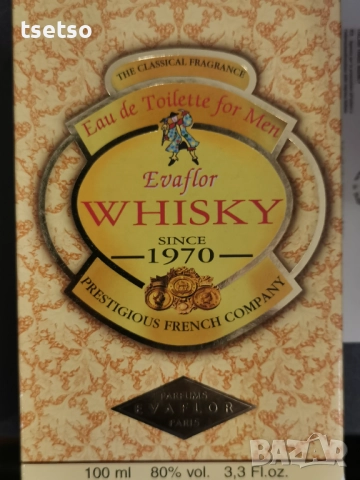 tsetso
THE CLASSICAL FRAGRANCE
Eau de Toilette for Men
Evaflor
WHISKY
SINCE
1970
PRESTIGIOUS FRENCH COMPANY
PARFUMS
EVAFLOR
PARIS
100 ml 80% vol. 3,3 Fl.oz.
BAZAR
bg